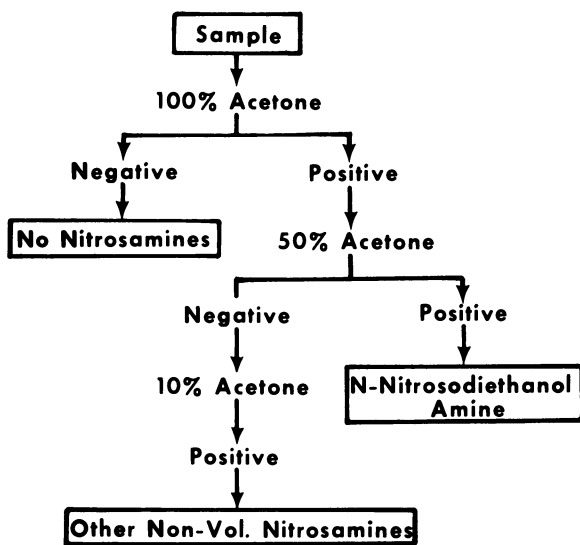 Sample
100% Acetone
Negative
Positive
No Nitrosamines
50% Acetone
Negative
Positive
10% Acetone
N-Nitrosodiethanol
Amine
Positive
Other Non-Vol. Nitrosamines